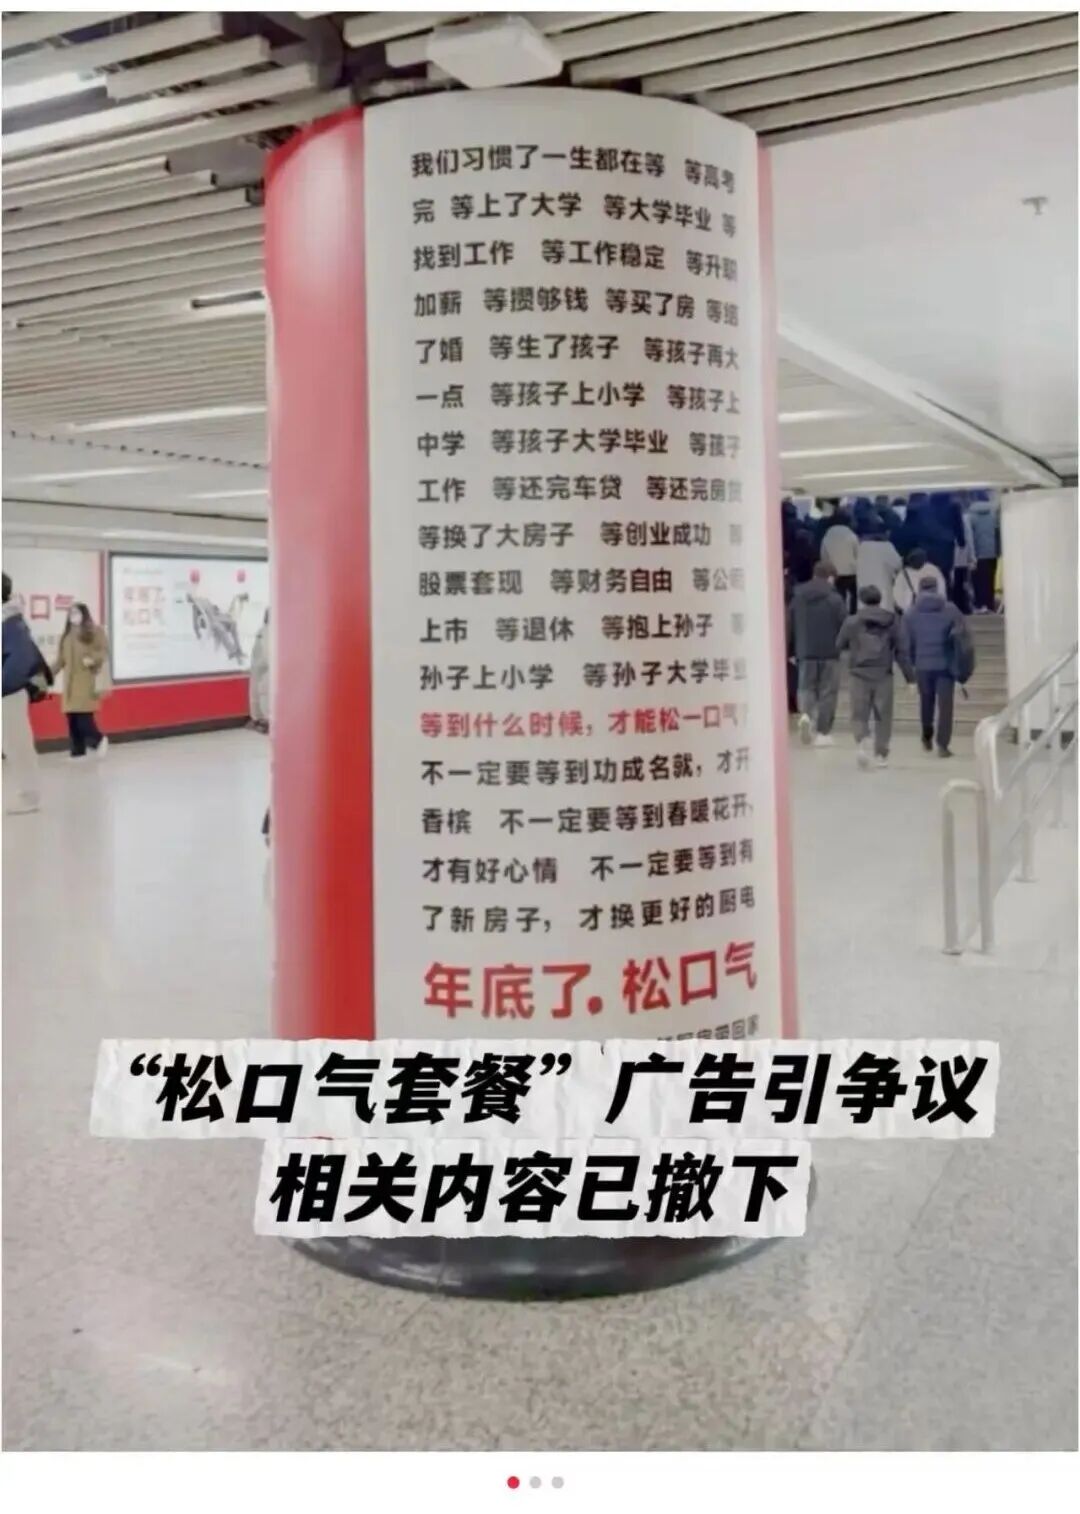 我们习惯了一生都在等 等高考
完 等上了大学 等大学毕业 等
找到工作 等工作稳定 等升职
加薪 等攒够钱 等买了房 等结
了婚 等生了孩子 等孩子再大
一点 等孩子上小学 等孩子上
中学 等孩子大学毕业 等孩子
工作 等还完车贷 等还完房贷
等换了大房子 等创业成功 等
股票套现 等财务自由 等公司
上市 等退休 等抱上孙子 等
孙子上小学 等孙子大学毕业
等到什么时候，才能松一口气？
不一定要等到功成名就，才开
香槟 不一定要等到春暖花开，
才有好心情 不一定要等到有
了新房子，才换更好的厨电
年底了。松口气
松口气
年底了
松口气
“松口气套餐”广告引争议
相关内容已撤下